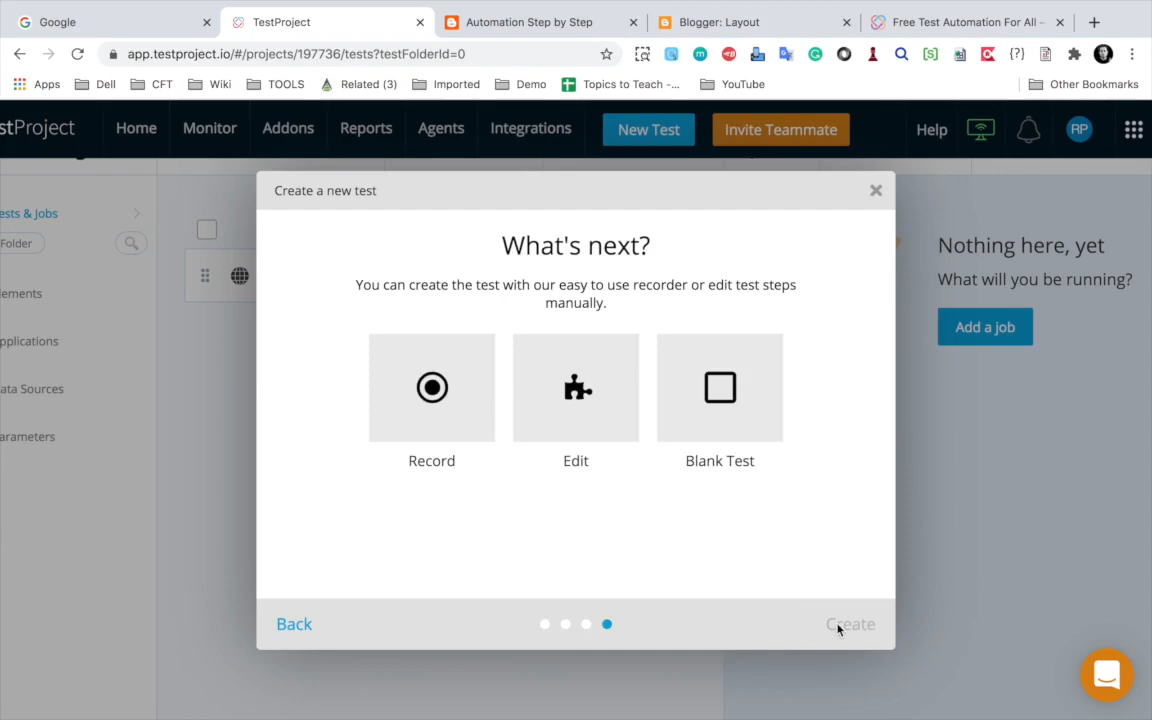 Google
TestProject
Automation Step by Step
Blogger: Layout
Free Test Automation For All –
app.testproject.io/#/projects/197736/tests?testFolderId=0
Apps
Dell
CFT
Wiki
TOOLS
Related (3)
Imported
Demo
Topics to Teach -...
YouTube
Other Bookmarks
stProject
Home
Monitor
Addons
Reports
Agents
Integrations
New Test
Invite Teammate
Help
RP
Create a new test
ests & Jobs
Folder
lements
pplications
ata Sources
arameters
What's next?
You can create the test with our easy to use recorder or edit test steps
manually.
Record
Edit
Blank Test
Back
Create
Nothing here, yet
What will you be running?
Add a job